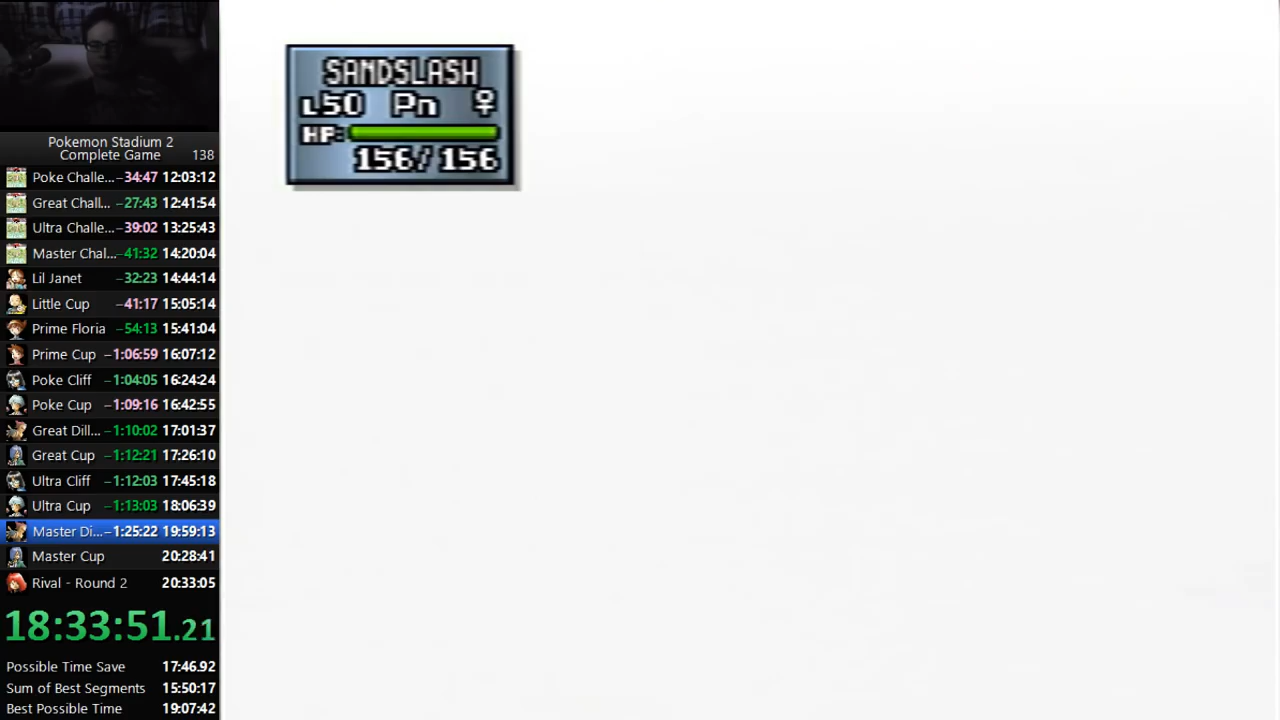 SANDSLASH
L50 Pn ♀
HP:
156/156
Pokemon Stadium 2
Complete Game 138
Poke Challe... −34:47 12:03:12
Great Chall... −27:43 12:41:54
Ultra Challe... −39:02 13:25:43
Master Chal... −41:32 14:20:04
Lil Janet −32:23 14:44:14
Little Cup −41:17 15:05:14
Prime Floria −54:13 15:41:04
Prime Cup −1:06:59 16:07:12
Poke Cliff −1:04:05 16:24:24
Poke Cup −1:09:16 16:42:55
Great Dill... −1:10:02 17:01:37
Great Cup −1:12:21 17:26:10
Ultra Cliff −1:12:03 17:45:18
Ultra Cup −1:13:03 18:06:39
Master Di... −1:25:22 19:59:13
Master Cup 20:28:41
Rival - Round 2 20:33:05
18:33:51.21
Possible Time Save 17:46.92
Sum of Best Segments 15:50:17
Best Possible Time 19:07:42